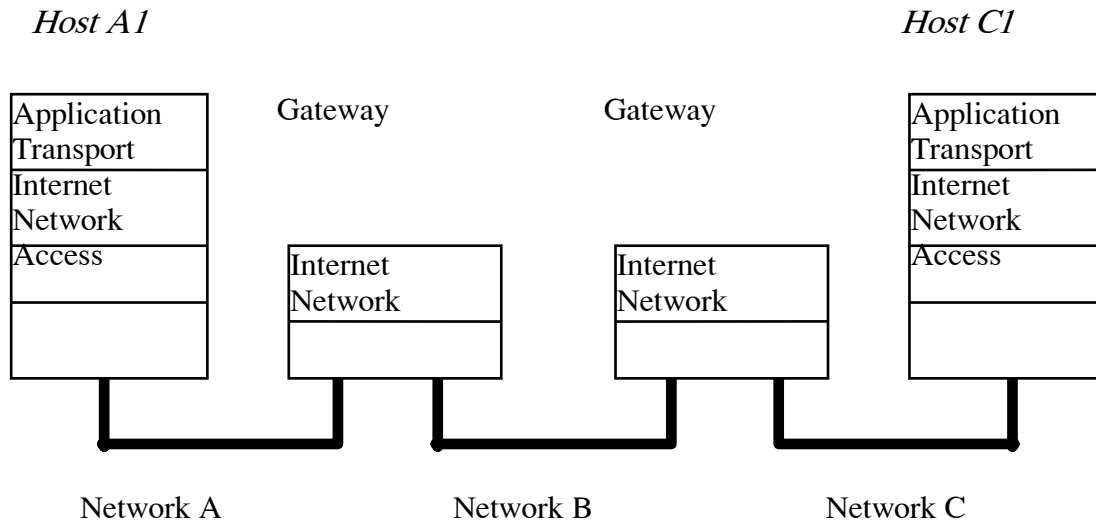 Host A1
Host C1
Application
Transport
Internet
Network
Access
Gateway
Internet
Network
Gateway
Internet
Network
Application
Transport
Internet
Network
Access
Network A
Network B
Network C